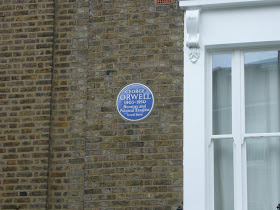 GEORGE
ORWELL
1903-1950
Novelist and
Political Essayist
lived here